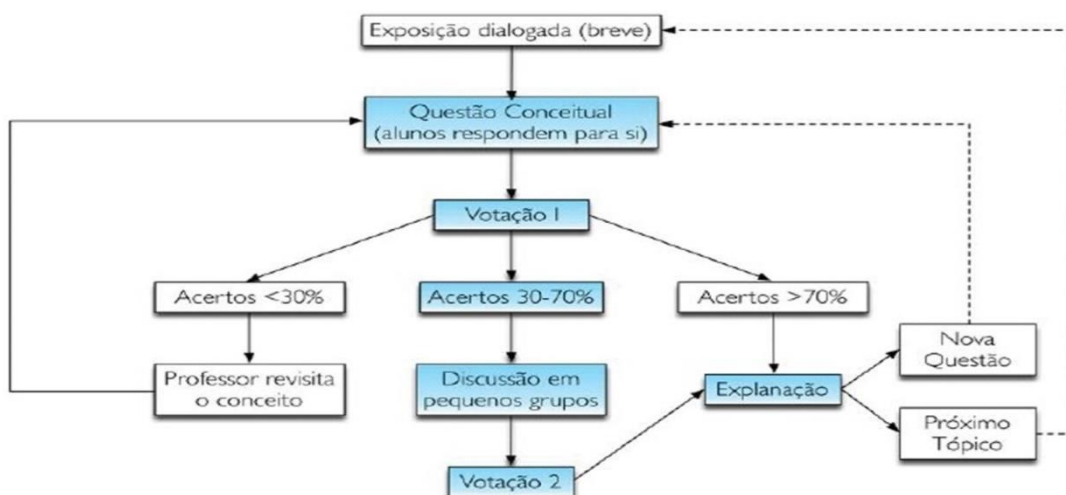 Exposição dialogada (breve)
Questão Conceitual
(alunos respondem para si)
Votação 1
Acertos <30%
Acertos 30-70%
Acertos >70%
Professor revisita
o conceito
Discussão em
pequenos grupos
Explanação
Nova
Questão
Próximo
Tópico
Votação 2